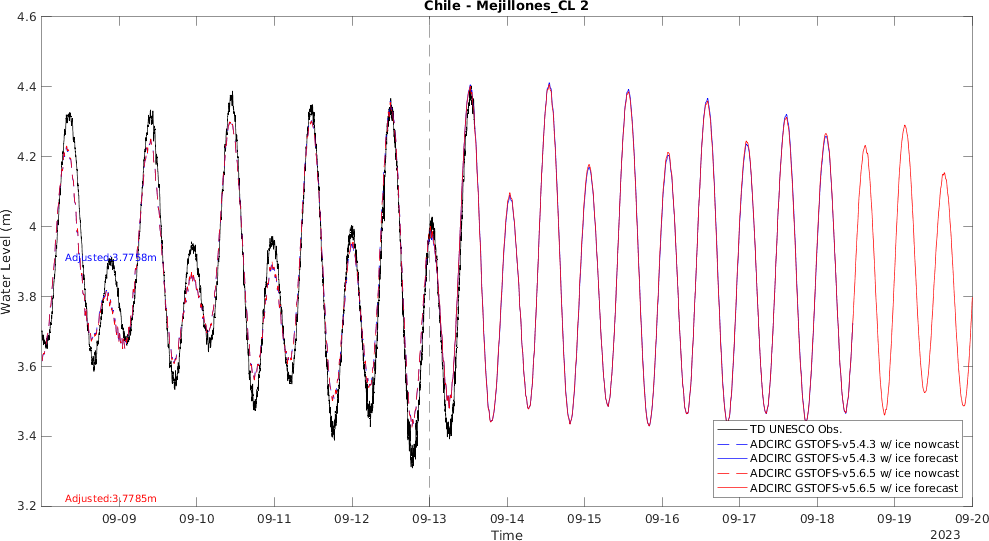 Chile - Mejillones_CL 2
4.6
4.4
4.2
4
3.8
3.6
3.4
3.2
Water Level (m)
Adjusted:3.7758m
Adjusted:3.7785m
TD UNESCO Obs.
ADCIRC GSTOFS-v5.4.3 w/ ice nowcast
ADCIRC GSTOFS-v5.4.3 w/ ice forecast
ADCIRC GSTOFS-v5.6.5 w/ ice nowcast
ADCIRC GSTOFS-v5.6.5 w/ ice forecast
09-09 09-10 09-11 09-12 09-13 09-14 09-15 09-16 09-17 09-18 09-19 09-20
Time
2023